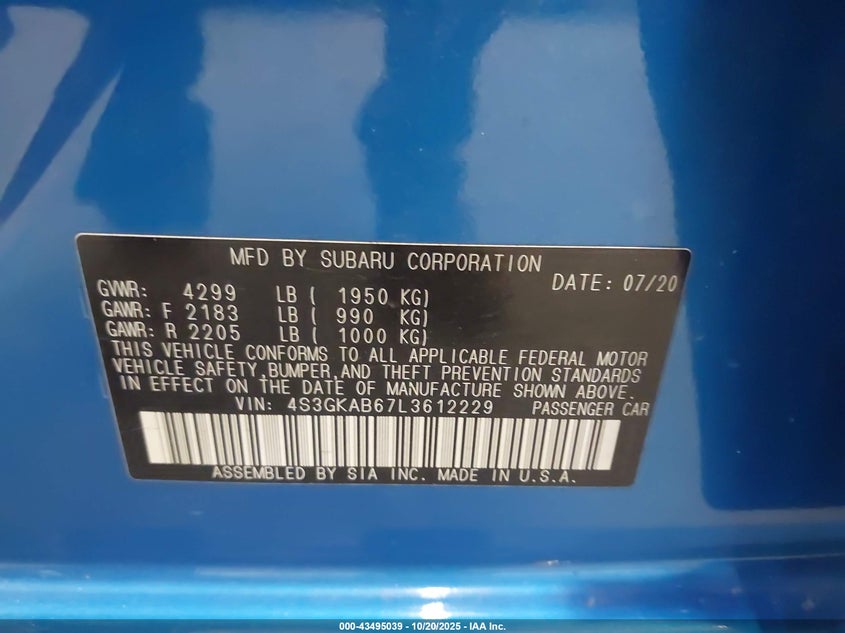 MFD BY SUBARU CORPORATION
DATE: 07/20
GVWR: 4299 LB ( 1950 KG)
GAWR: F 2183 LB ( 990 KG)
GAWR: R 2205 LB ( 1000 KG)
THIS VEHICLE CONFORMS TO ALL APPLICABLE FEDERAL MOTOR
VEHICLE SAFETY, BUMPER, AND THEFT PREVENTION STANDARDS
IN EFFECT ON THE DATE OF MANUFACTURE SHOWN ABOVE.
VIN: 4S3GKAB67L3612229 PASSENGER CAR
ASSEMBLED BY SIA INC. MADE IN U.S.A.
000-43495039 - 10/20/2025 - IAA Inc.